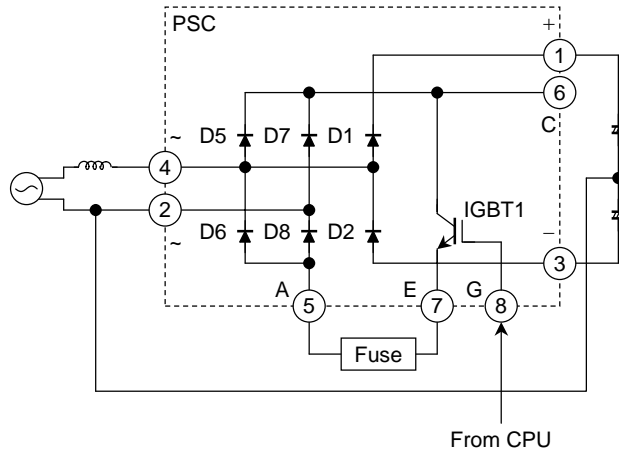 PSC
+
1
6
C
D5 D7 D1
~
4
IGBT1
2
~
D6 D8 D2
−
3
A E G
5 7 8
Fuse
From CPU